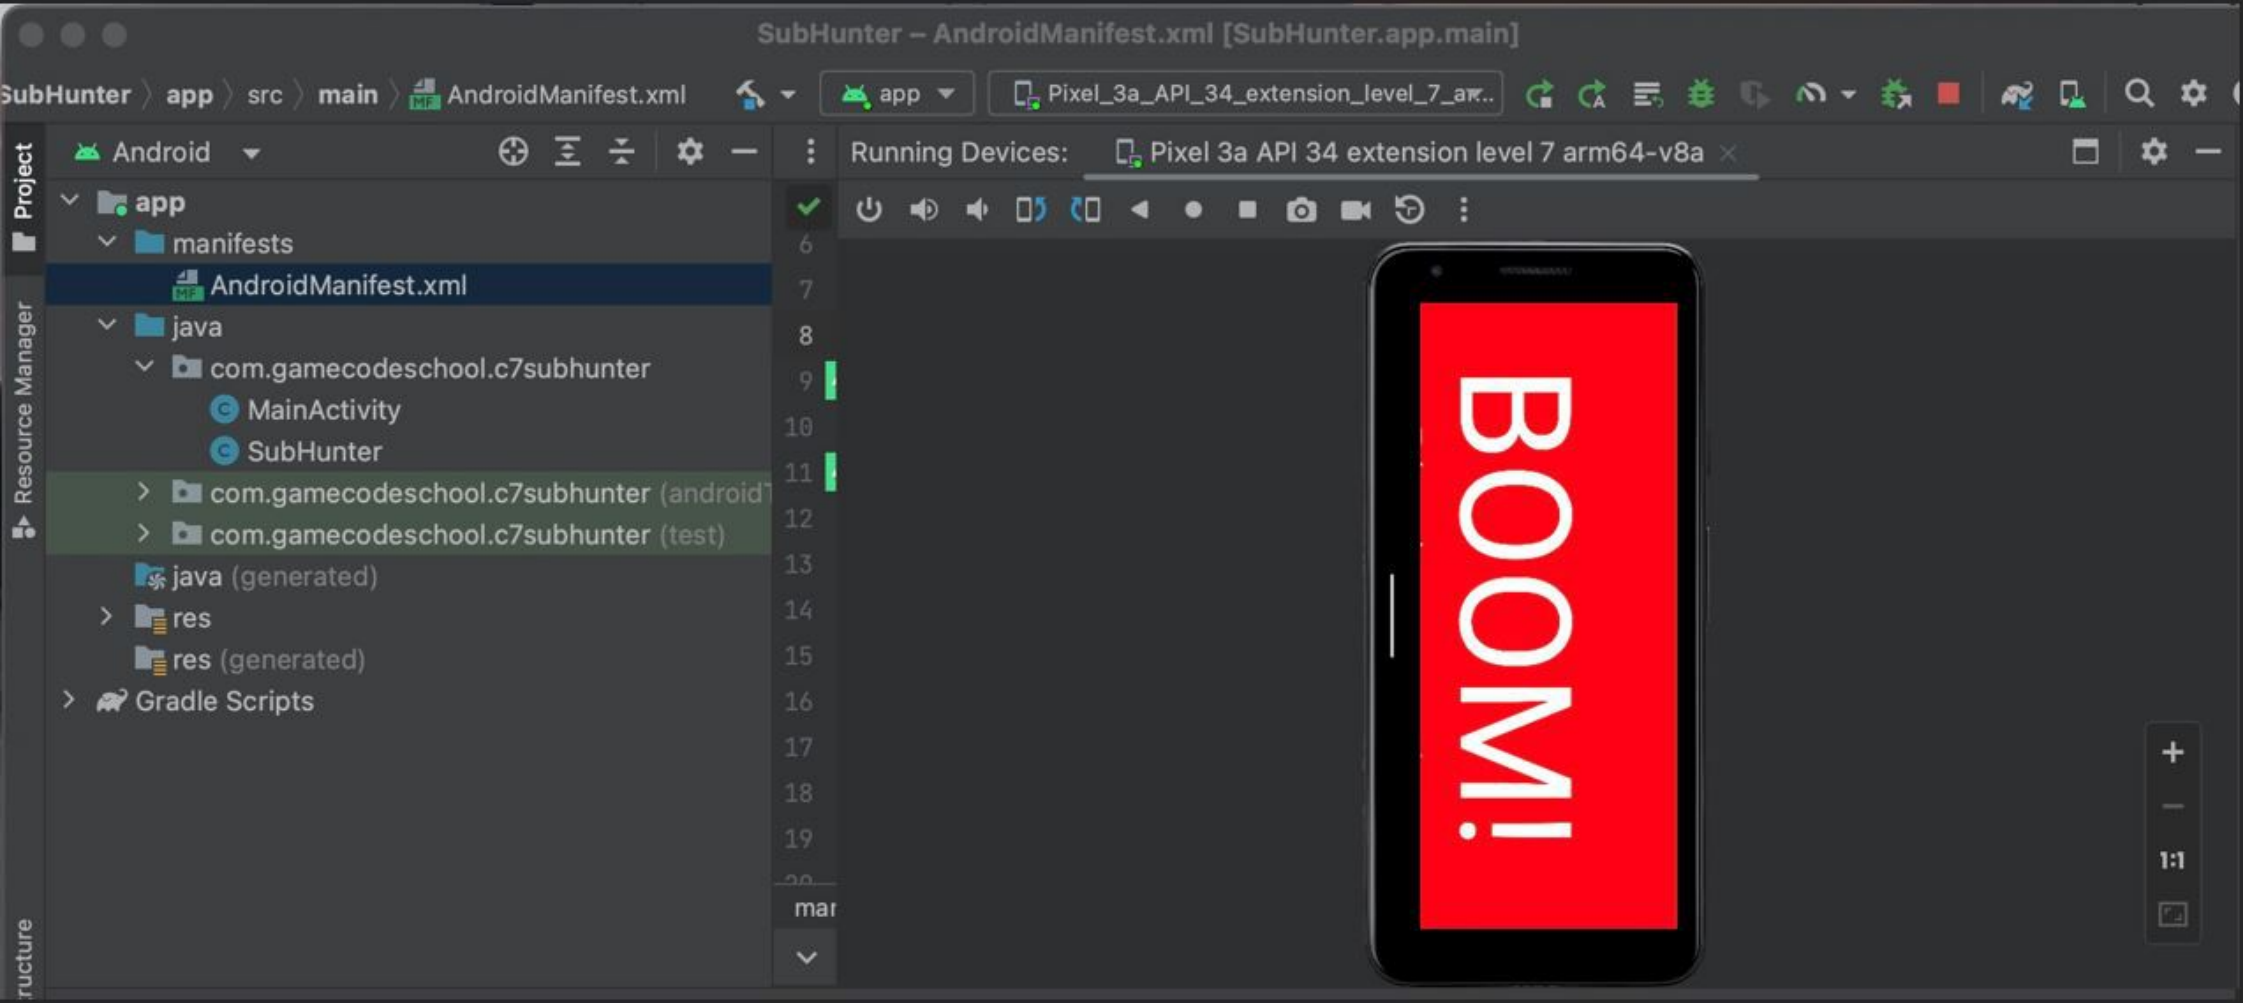 SubHunter – AndroidManifest.xml [SubHunter.app.main]
SubHunter 〉 app 〉 src 〉 main 〉 AndroidManifest.xml
app
Pixel_3a_API_34_extension_level_7_ar..
Project
Resource Manager
ructure
Android
app
manifests
AndroidManifest.xml
java
com.gamecodeschool.c7subhunter
MainActivity
SubHunter
com.gamecodeschool.c7subhunter (androidT
com.gamecodeschool.c7subhunter (test)
java (generated)
res
res (generated)
Gradle Scripts
6
7
8
9
10
11
12
13
14
15
16
17
18
19
20
mar
Running Devices:
Pixel 3a API 34 extension level 7 arm64-v8a
BOOM!
1:1